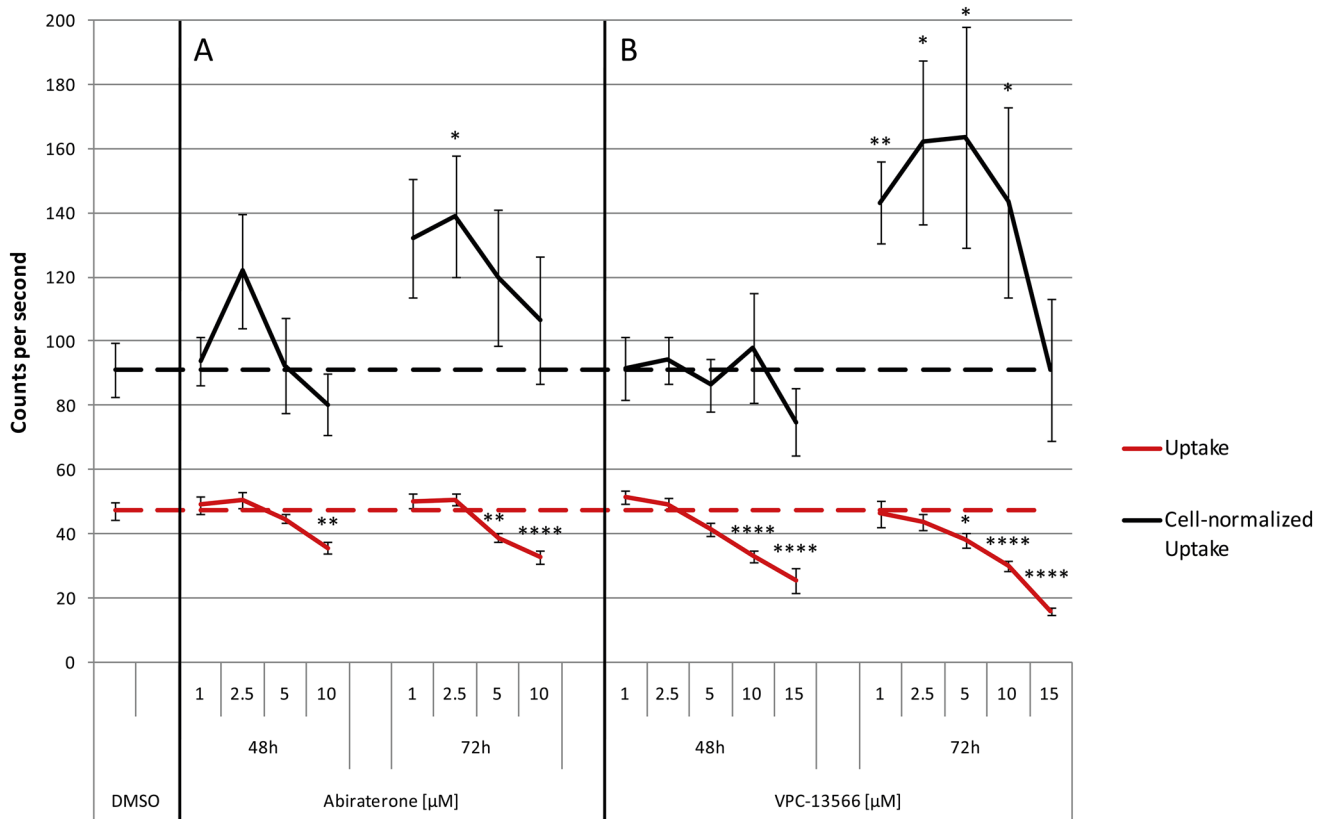 A
B
Counts per second
200
180
160
140
120
100
80
60
40
20
0
*
*
*
*
**
*
**
**
****
****
****
*
****
****
Uptake
Cell-normalized
Uptake
1 2.5 5 10 1 2.5 5 10 1 2.5 5 10 15 1 2.5 5 10 15
48h 72h 48h 72h
DMSO Abiraterone [µM] VPC-13566 [µM]